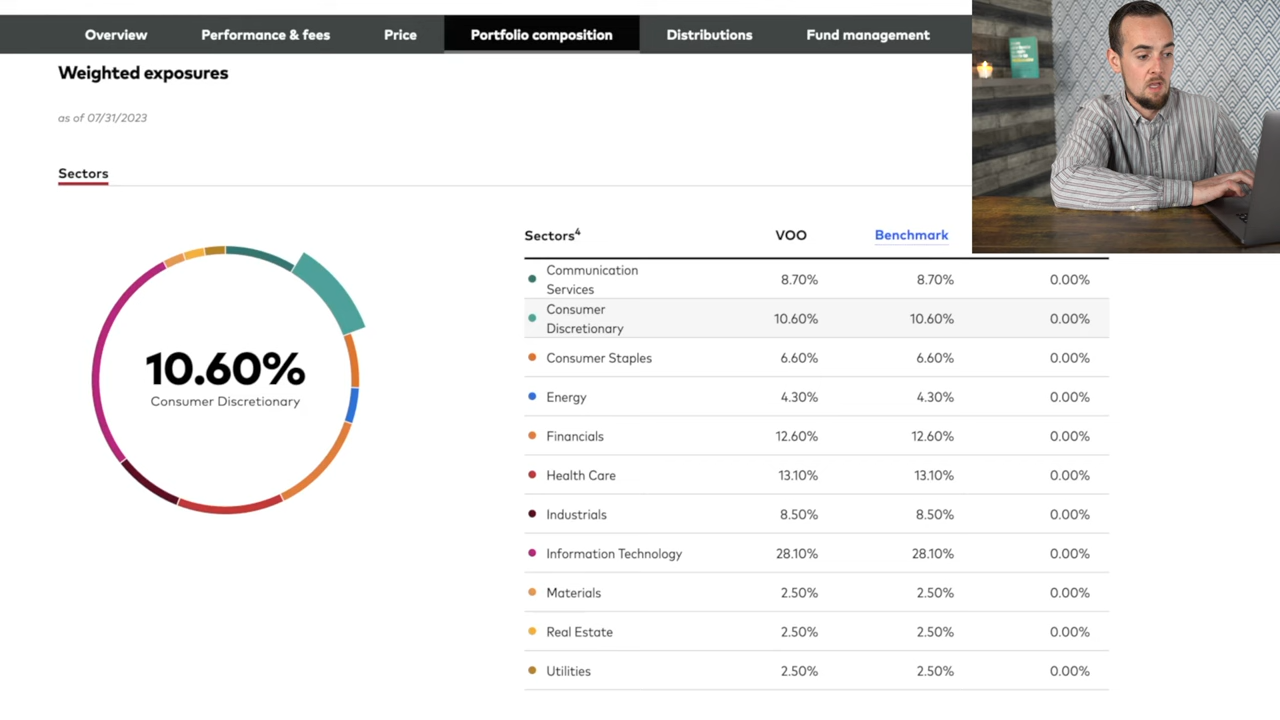 Overview Performance & fees Price Portfolio composition Distributions Fund management
Weighted exposures
as of 07/31/2023
Sectors
10.60%
Consumer Discretionary
Sectors4 VOO Benchmark
Communication
Services 8.70% 8.70% 0.00%
Consumer
Discretionary 10.60% 10.60% 0.00%
Consumer Staples 6.60% 6.60% 0.00%
Energy 4.30% 4.30% 0.00%
Financials 12.60% 12.60% 0.00%
Health Care 13.10% 13.10% 0.00%
Industrials 8.50% 8.50% 0.00%
Information Technology 28.10% 28.10% 0.00%
Materials 2.50% 2.50% 0.00%
Real Estate 2.50% 2.50% 0.00%
Utilities 2.50% 2.50% 0.00%